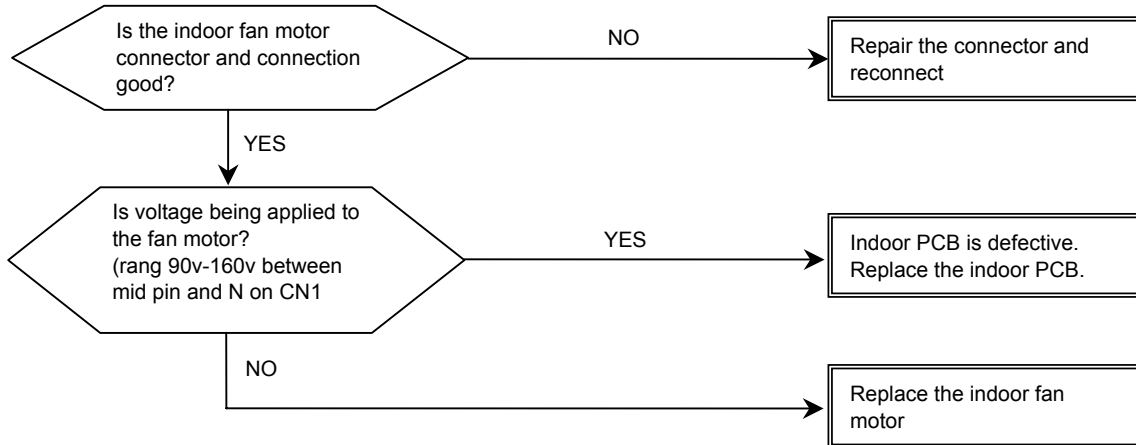 Is the indoor fan motor
connector and connection
good?
NO
Repair the connector and
reconnect
YES
Is voltage being applied to
the fan motor?
(rang 90v-160v between
mid pin and N on CN1
YES
Indoor PCB is defective.
Replace the indoor PCB.
NO
Replace the indoor fan
motor